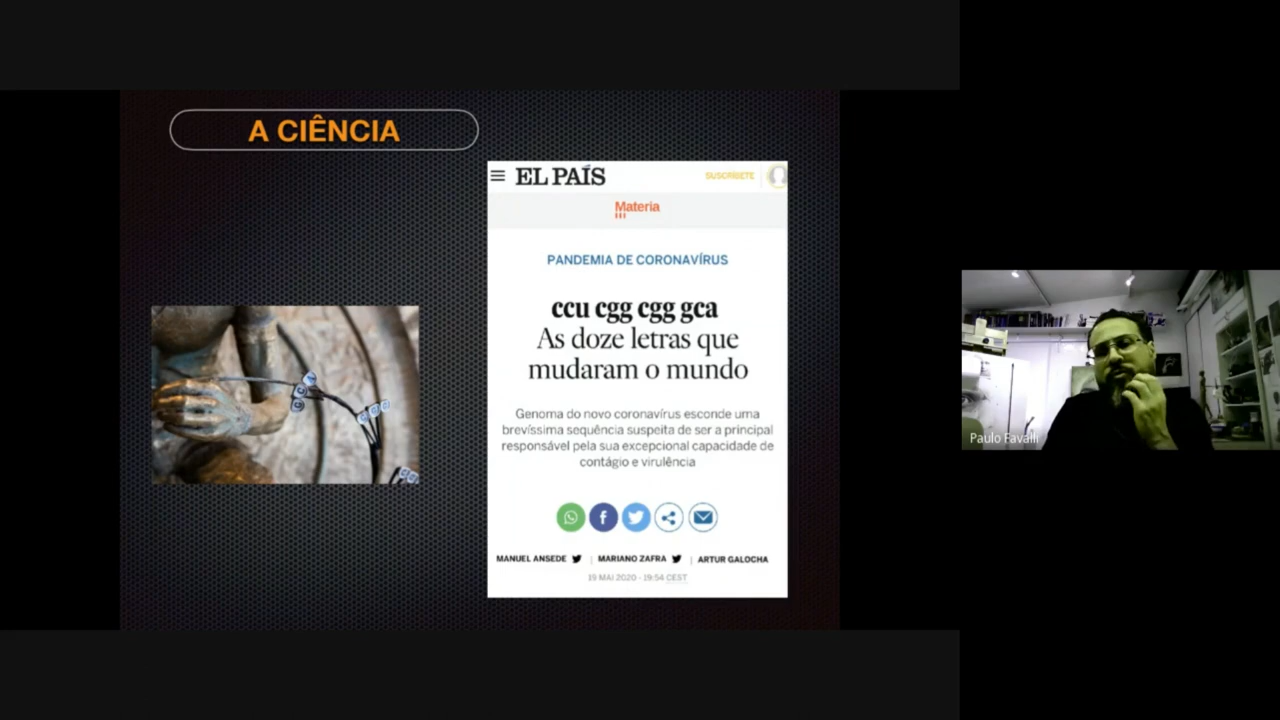 A CIÊNCIA
EL PAÍS
SUSCRÍBETE
Materia
PANDEMIA DE CORONAVÍRUS
ccu cgg cgg gca
As doze letras que
mudaram o mundo
Genoma do novo coronavírus esconde uma
brevíssima sequência suspeita de ser a principal
responsável pela sua excepcional capacidade de
contágio e virulência
MANUEL ANSEDE | MARIANO ZAFRA | ARTUR GALOCHA
19 MAI 2020 - 19:54 CEST
Paulo Favalli